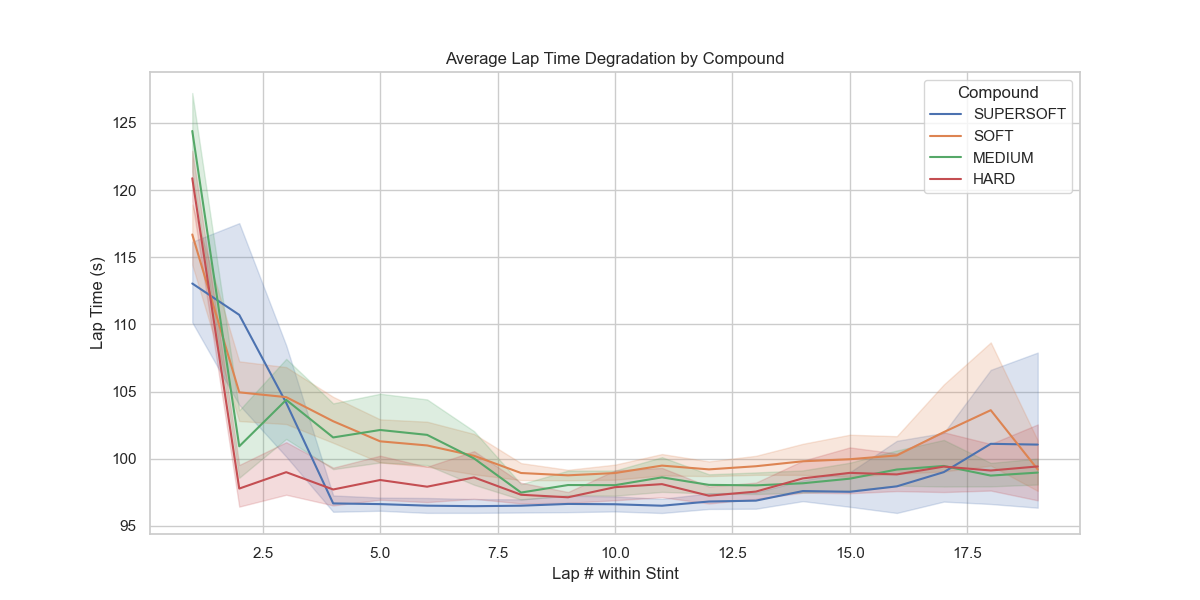 Average Lap Time Degradation by Compound
Compound
SUPERSOFT
SOFT
MEDIUM
HARD
Lap Time (s)
125
120
115
110
105
100
95
2.5 5.0 7.5 10.0 12.5 15.0 17.5
Lap # within Stint